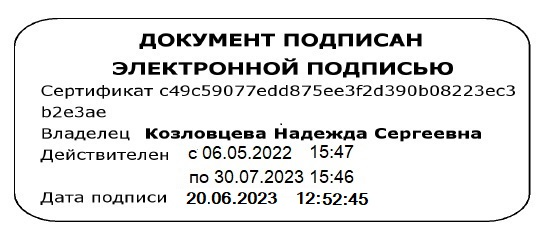 ДОКУМЕНТ ПОДПИСАН
ЭЛЕКТРОННОЙ ПОДПИСЬЮ
Сертификат c49c59077edd875ee3f2d390b08223ec3
b2e3ae
Владелец Козловцева Надежда Сергеевна
Действителен с 06.05.2022 15:47
по 30.07.2023 15:46
Дата подписи 20.06.2023 12:52:45